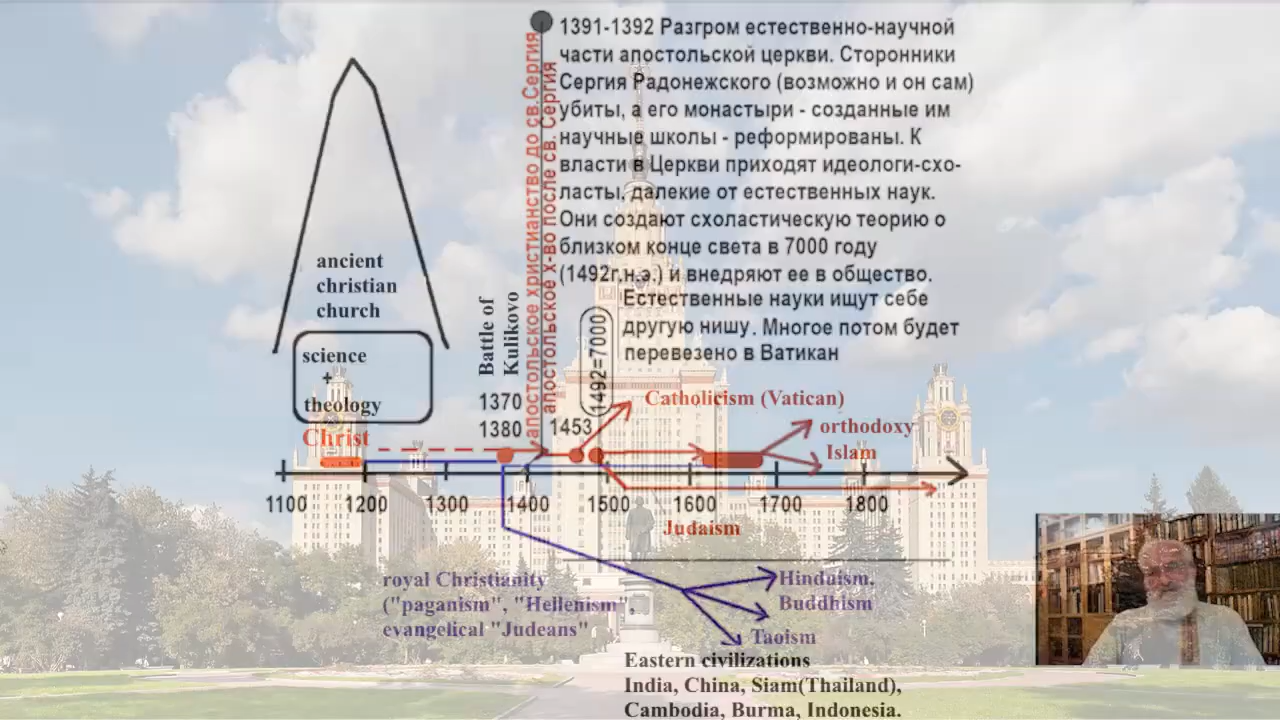 1391-1392 Разгром естественно-научной
части апостольской церкви. Сторонники
Сергия Радонежского (возможно и он сам)
убиты, а его монастыри - созданные им
научные школы - реформированы. К
власти в Церкви приходят идеологи-схо-
ласты, далекие от естественных наук.
Они создают схоластическую теорию о
близком конце света в 7000 году
(1492г.н.э.) и внедряют ее в общество.
Естественные науки ищут себе
другую нишу. Многое потом будет
перевезено в Ватикан
апостольское христианство до св.Сергия
апостольское х-во после св. Сергия
ancient
christian
church
science
+
theology
Christ
Battle of
Kulikovo
1370
1380
1453
1492=7000
Catholicism (Vatican)
orthodoxy
Islam
1100 1200 1300 1400 1500 1600 1700 1800
Judaism
royal Christianity
("paganism", "Hellenism",
evangelical "Judeans"
Hinduism,
Buddhism
Taoism
Eastern civilizations
India, China, Siam(Thailand),
Cambodia, Burma, Indonesia.